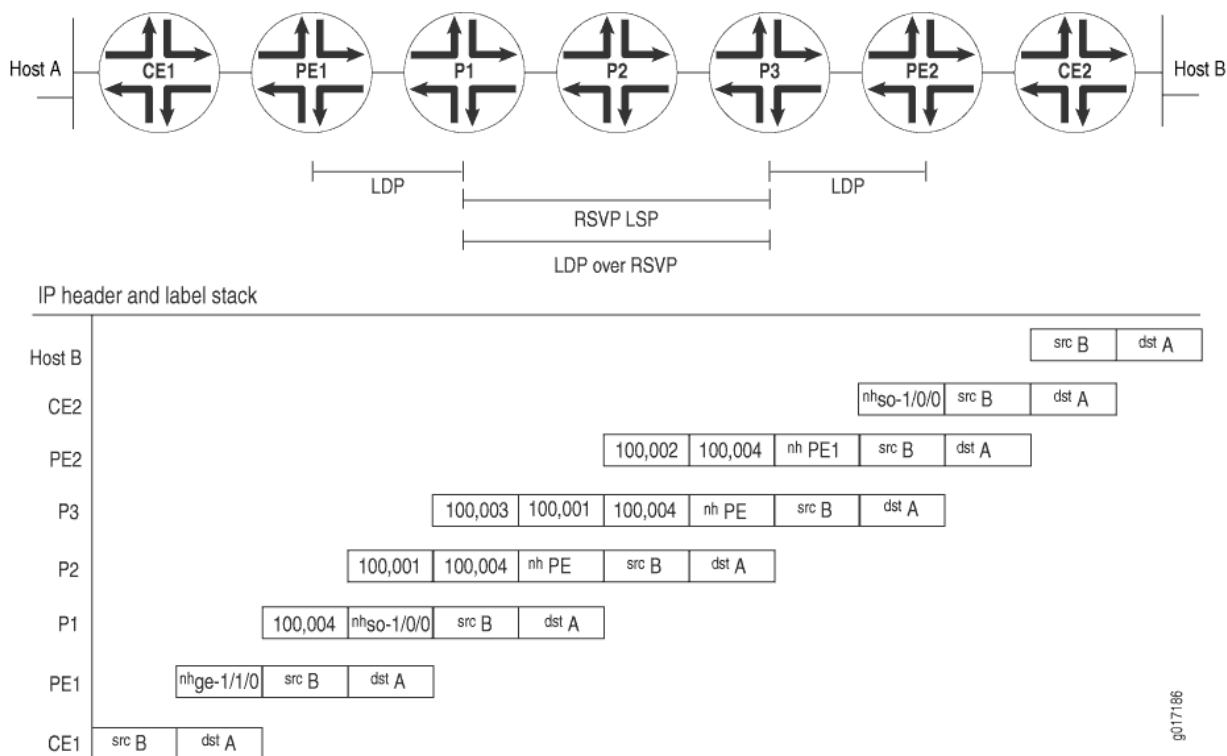 Host A CE1 PE1 P1 P2 P3 PE2 CE2 Host B
LDP LDP
RSVP LSP
LDP over RSVP
IP header and label stack
Host B src B dst A
CE2 nhso-1/0/0 src B dst A
PE2 100,002 100,004 nh PE1 src B dst A
P3 100,003 100,001 100,004 nh PE src B dst A
P2 100,001 100,004 nh PE src B dst A
P1 100,004 nhso-1/0/0 src B dst A
PE1 nhge-1/1/0 src B dst A
CE1 src B dst A
g017186